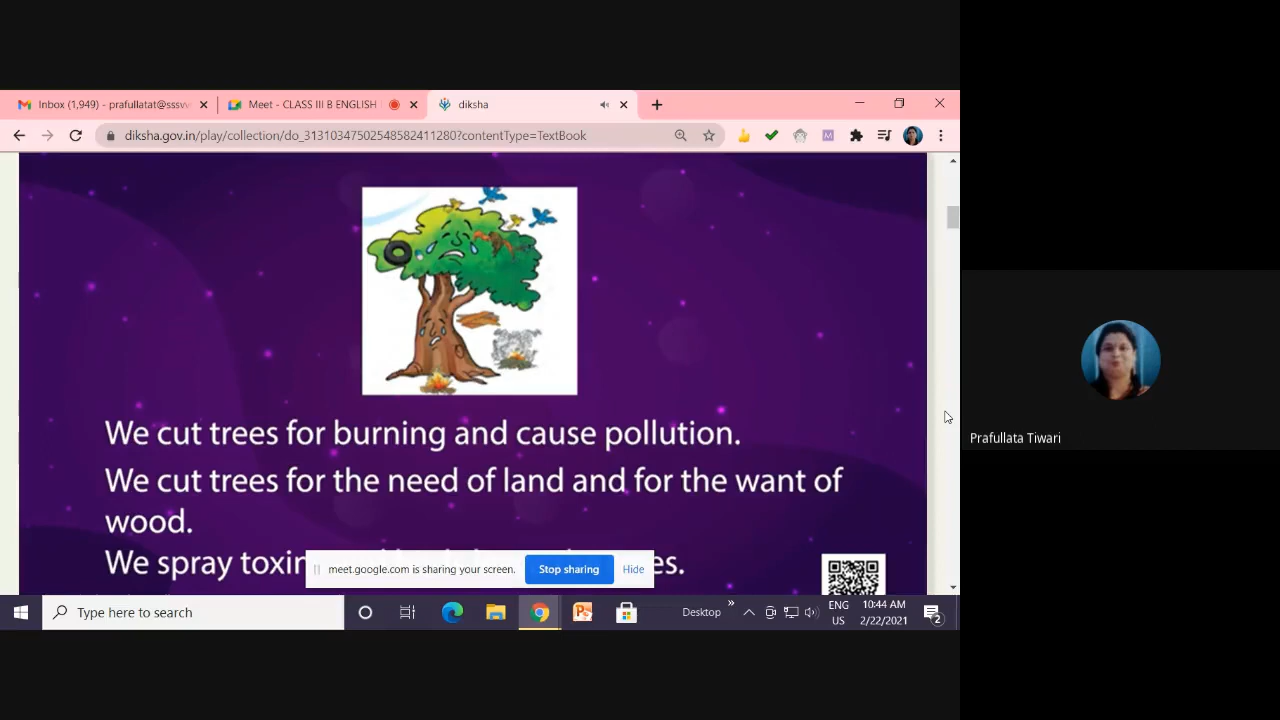 Inbox (1,949) - prafullatat@sssv
Meet - CLASS III B ENGLISH
diksha
diksha.gov.in/play/collection/do_31310347502548582411280?contentType=TextBook
We cut trees for burning and cause pollution.
We cut trees for the need of land and for the want of
wood.
We spray
meet.google.com is sharing your screen.
Stop sharing
Hide
Prafullata Tiwari
Type here to search
Desktop
ENG
US
10:44 AM
2/22/2021
2